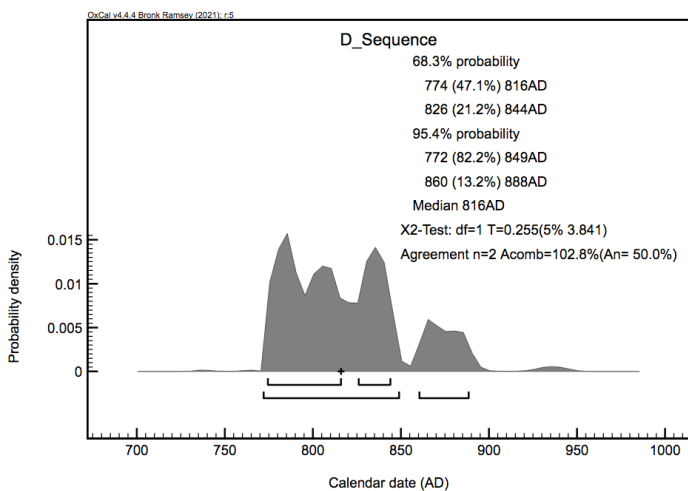 OxCal v4.4.4 Bronk Ramsey (2021); r:5
D_Sequence
68.3% probability
774 (47.1%) 816AD
826 (21.2%) 844AD
95.4% probability
772 (82.2%) 849AD
860 (13.2%) 888AD
Median 816AD
X2-Test: df=1 T=0.255(5% 3.841)
Agreement n=2 Acomb=102.8%(An= 50.0%)
Probability density
0.015
0.01
0.005
0
700 750 800 850 900 950 1000
Calendar date (AD)